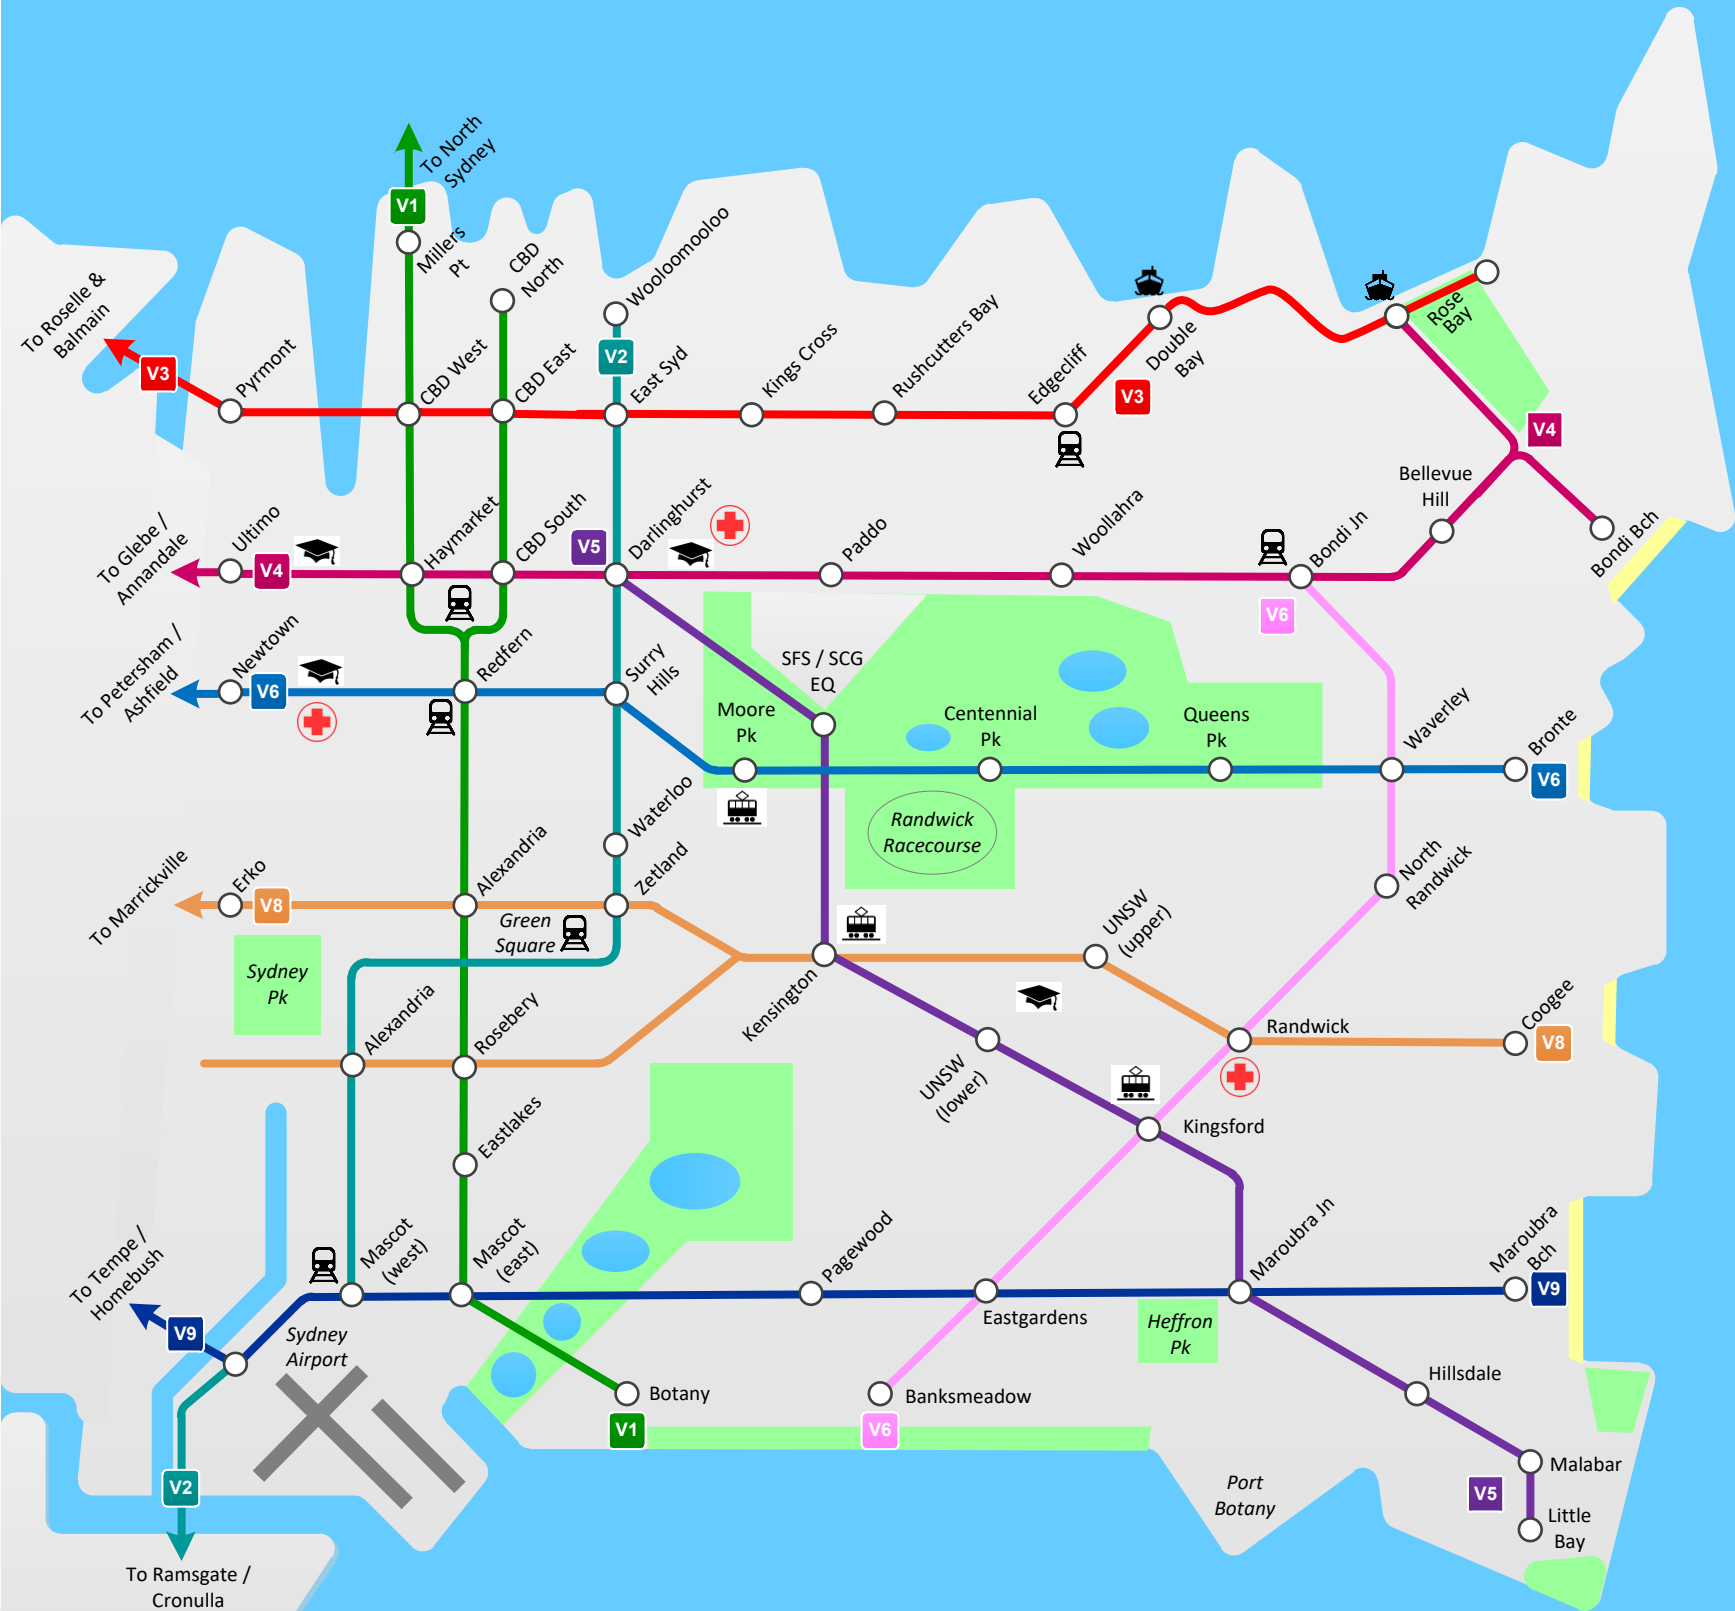 To North
Sydney
V1
Millers
Pt
CBD
North
Wooloomooloo
To Roselle &
Balmain
V3
Pyrmont
CBD West
CBD East
V2
East Syd
Kings Cross
Rushcutters Bay
Edgecliff
Double
Bay
V3
Rose
Bay
V4
Bellevue
Hill
Bondi Bch
To Glebe /
Annandale
Ultimo
V4
Haymarket
CBD South
V5
Darlinghurst
Paddo
Woollahra
Bondi Jn
V6
To Petersham /
Ashfield
Newtown
V6
Redfern
Surry
Hills
SFS / SCG
EQ
Moore
Pk
Centennial
Pk
Queens
Pk
Waverley
Bronte
V6
Waterloo
Randwick
Racecourse
To Marrickville
Erko
V8
Alexandria
Zetland
Green
Square
North
Randwick
UNSW
(upper)
Sydney
Pk
Alexandria
Rosebery
Kensington
Randwick
Coogee
V8
UNSW
(lower)
Kingsford
Eastlakes
To Tempe /
Homebush
V9
Mascot
(west)
Mascot
(east)
Pagewood
Eastgardens
Maroubra Jn
Maroubra
Bch
V9
Sydney
Airport
Heffron
Pk
Botany
V1
Banksmeadow
V6
Hillsdale
Malabar
V5
Little
Bay
Port
Botany
V2
To Ramsgate /
Cronulla